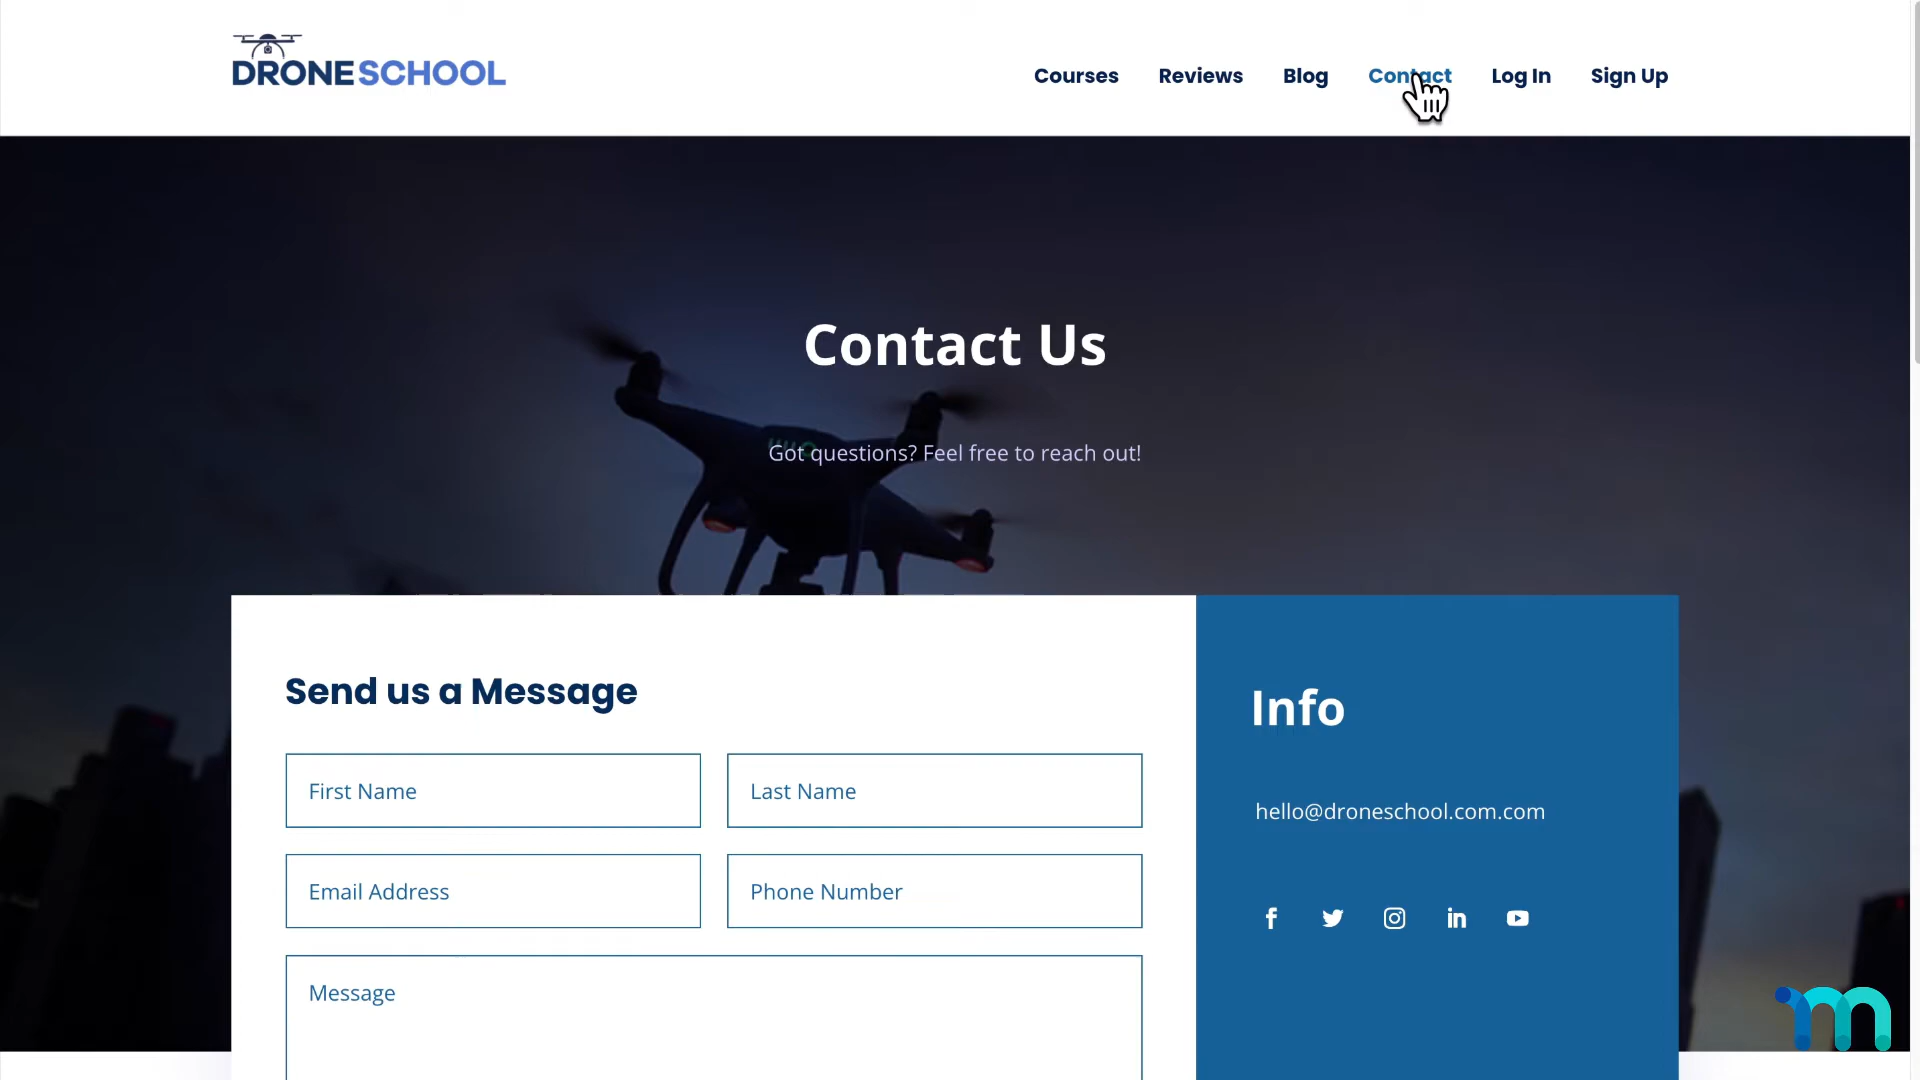 DRONESCHOOL
Courses Reviews Blog Contact Log In Sign Up
Contact Us
Got questions? Feel free to reach out!
Send us a Message
First Name Last Name
Email Address Phone Number
Message
Info
hello@droneschool.com.com